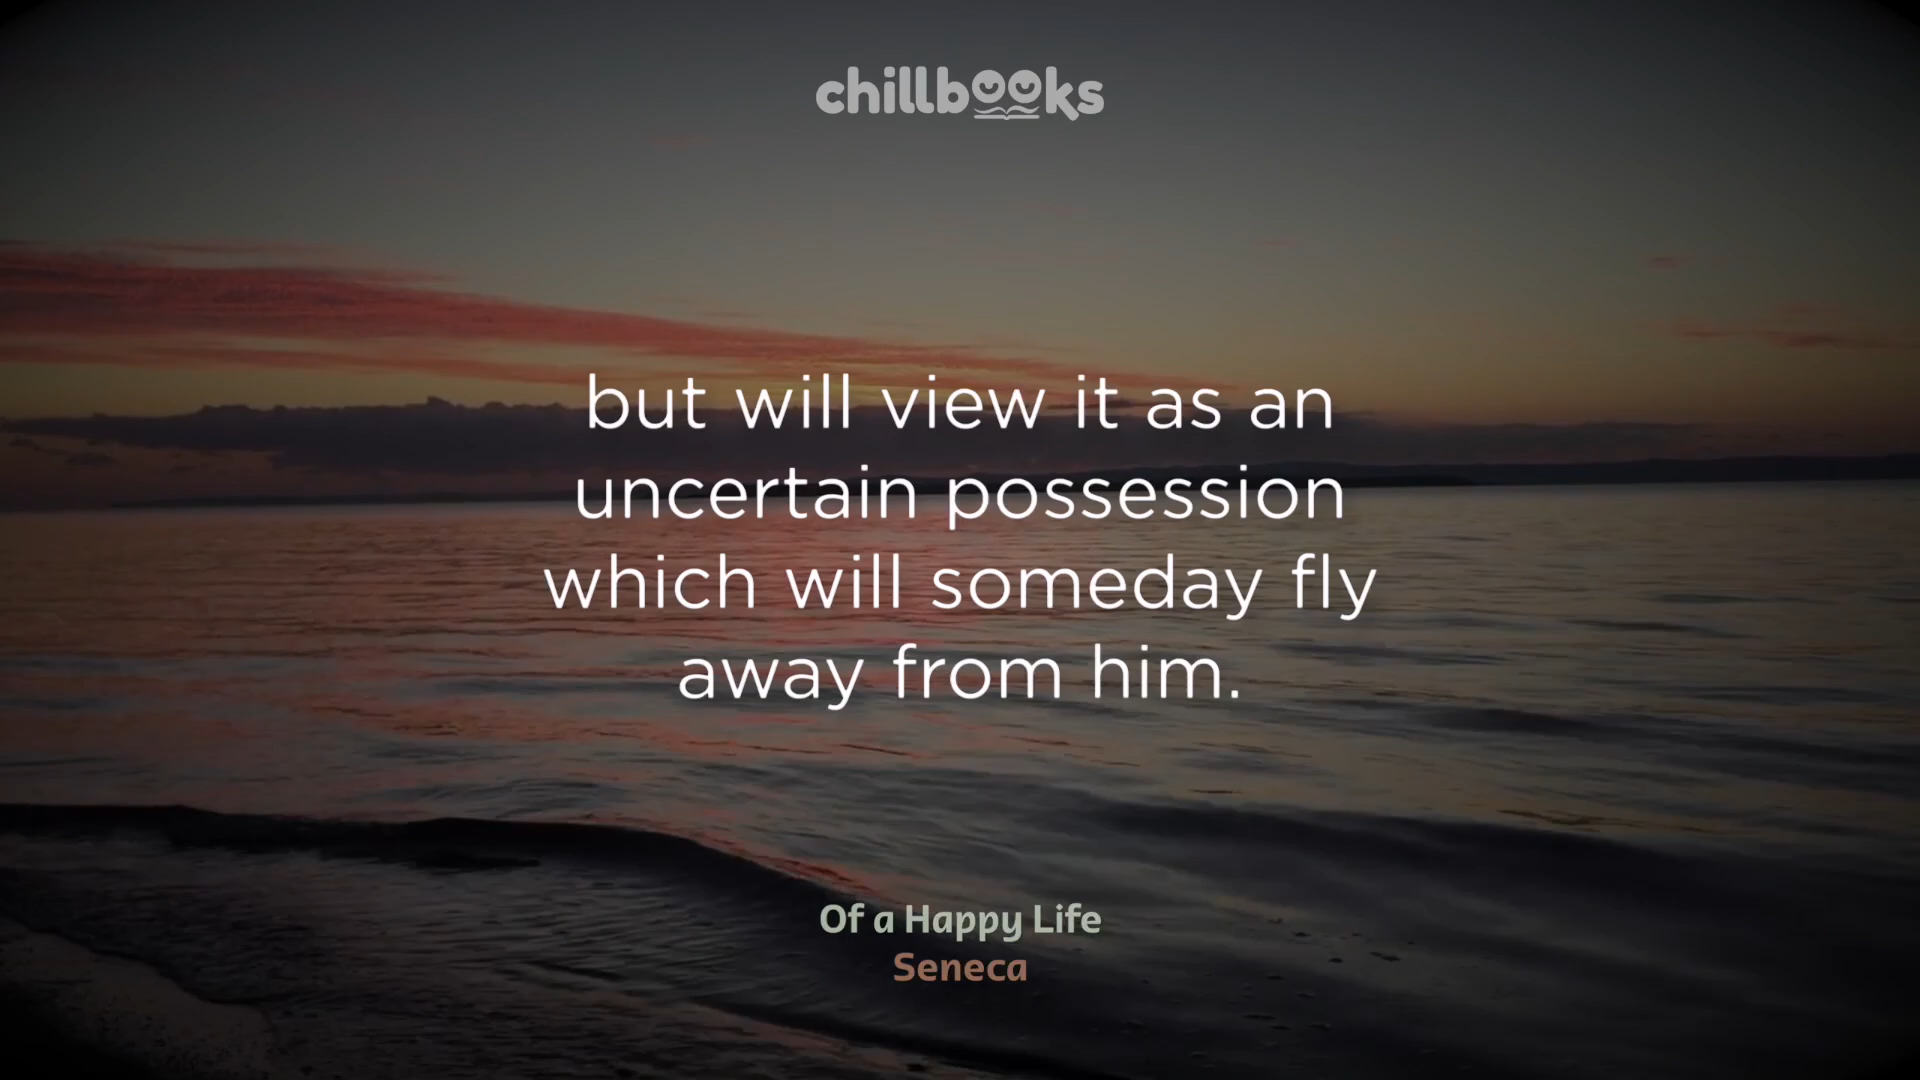 chillbooks
but will view it as an
uncertain possession
which will someday fly
away from him.
Of a Happy Life
Seneca